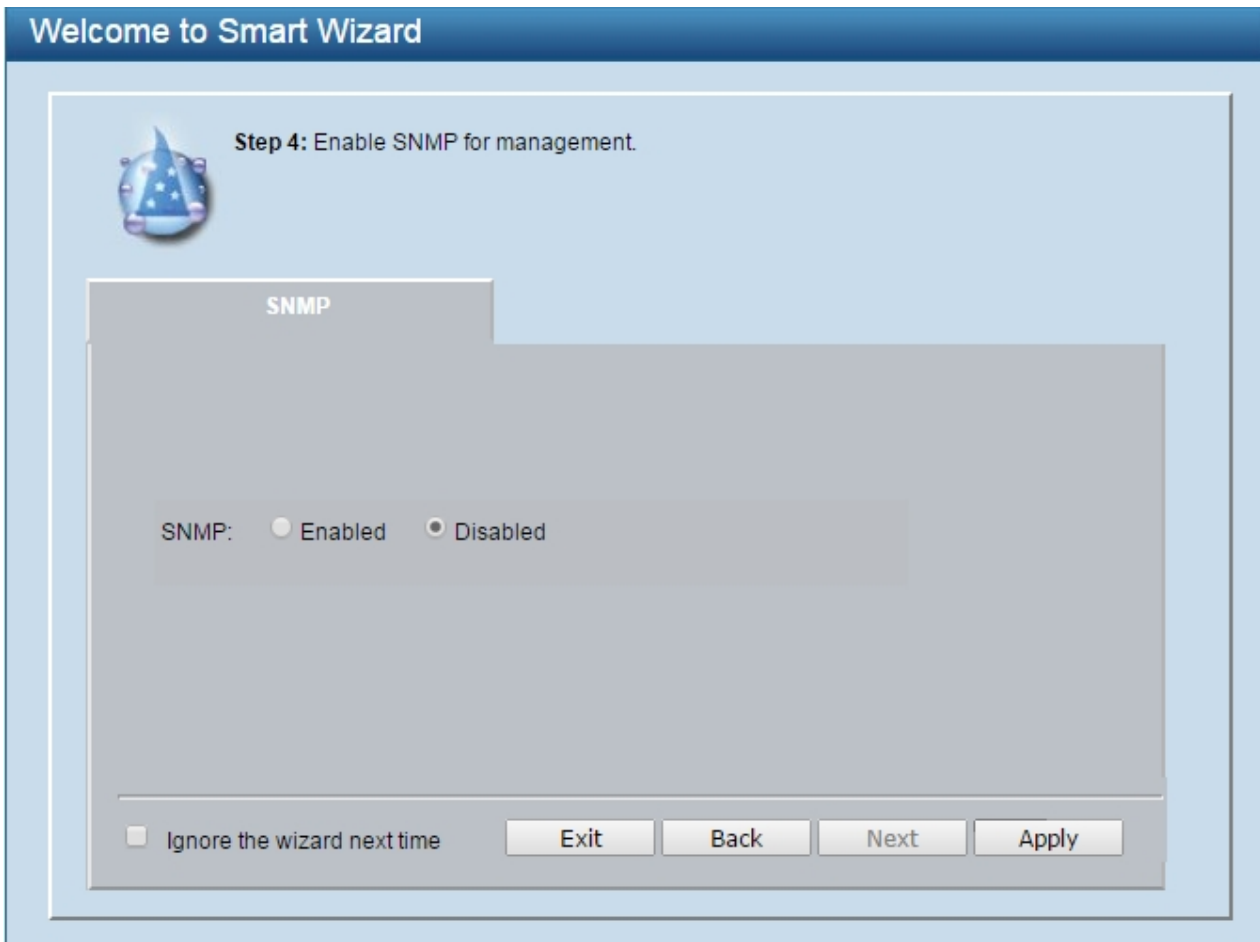 Welcome to Smart Wizard
Step 4: Enable SNMP for management.
SNMP
SNMP: Enabled Disabled
Ignore the wizard next time Exit Back Next Apply